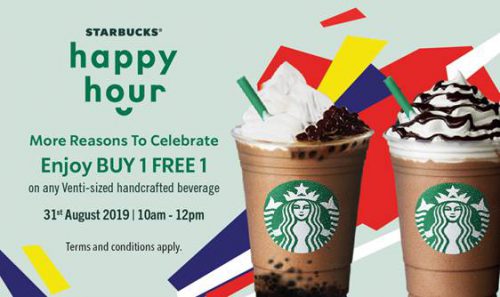 STARBUCKS®
happy
hour
More Reasons To Celebrate
Enjoy BUY 1 FREE 1
on any Venti-sized handcrafted beverage
31st August 2019 | 10am - 12pm
Terms and conditions apply.